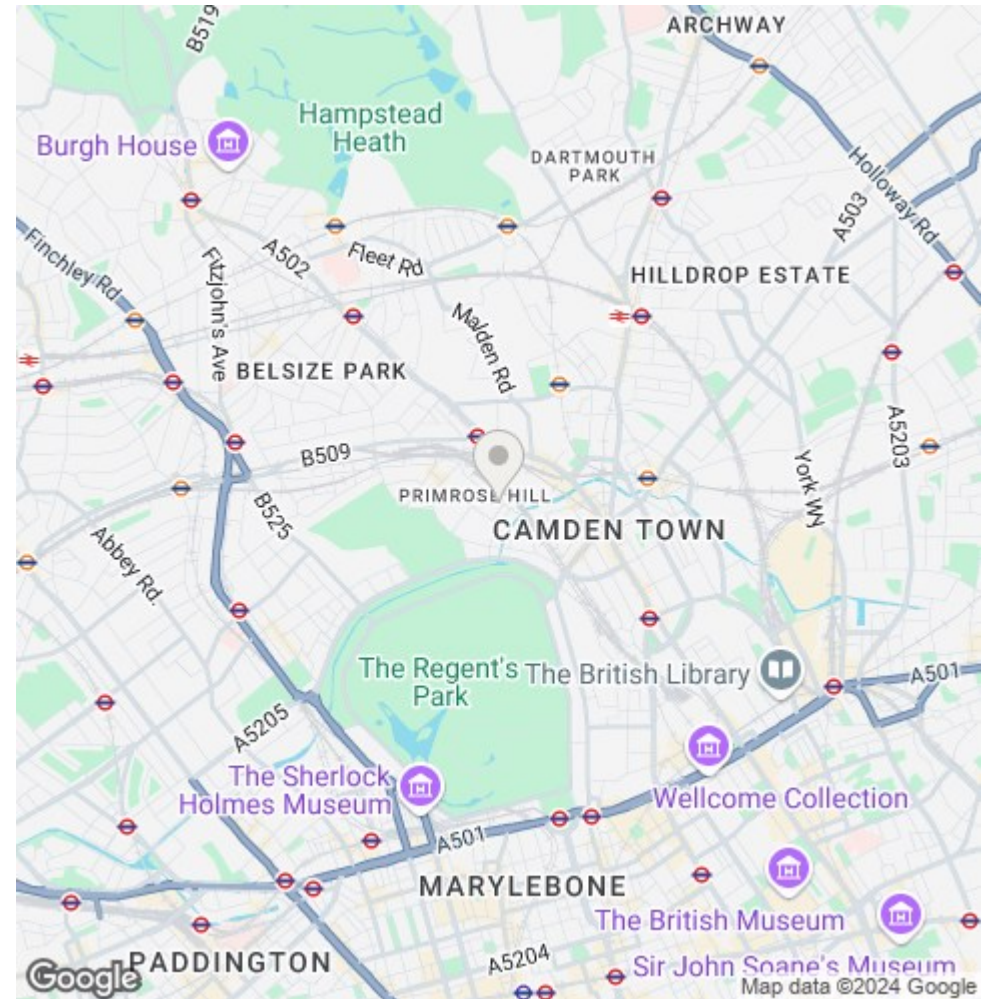 ARCHWAY
B519
Hampstead
Heath
Burgh House
DARTMOUTH
PARK
Holloway Rd
A503
Finchley Rd
A502
Fleet Rd
Fitzjohn's Ave
HILLDROP ESTATE
Malden Rd
BELSIZE PARK
A5203
B509
York Wy
PRIMROSE HILL
B525
CAMDEN TOWN
Abbey Rd.
The Regent's
Park
The British Library
A501
A5205
The Sherlock
Holmes Museum
Wellcome Collection
A501
MARYLEBONE
The British Museum
PADDINGTON
A5204
Sir John Soane's Museum
Google
Map data ©2024 Google